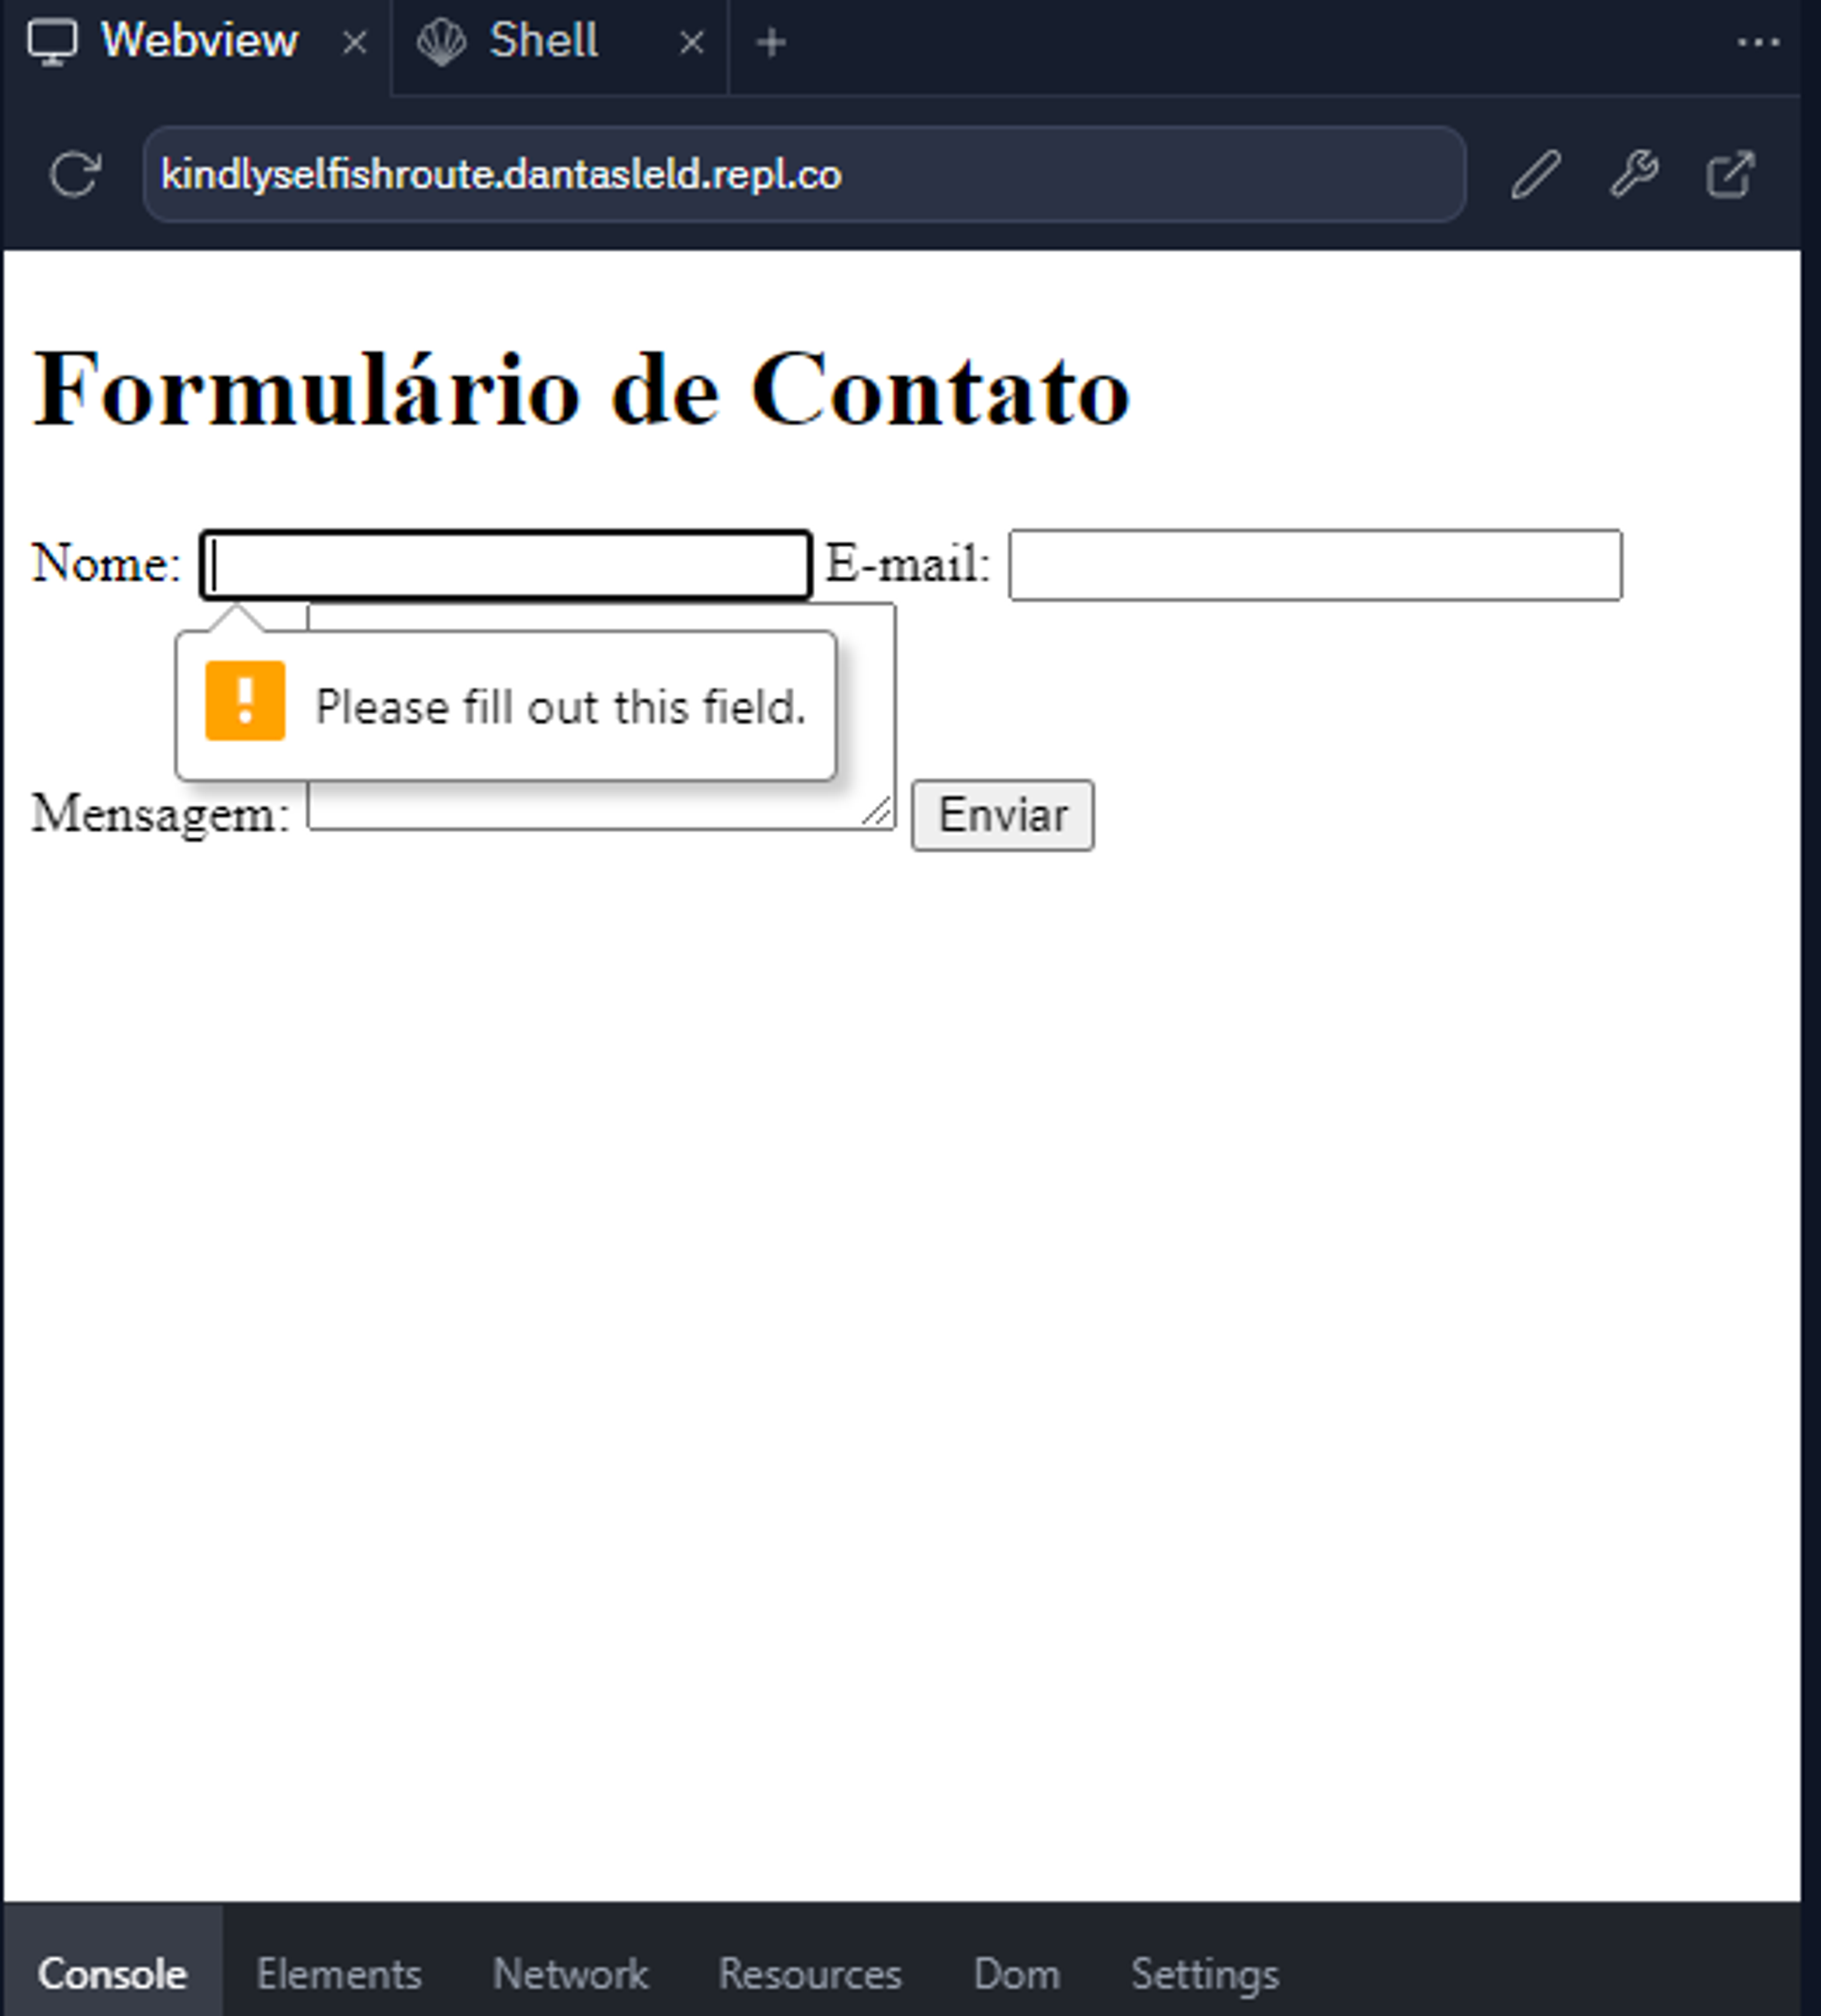 Webview Shell
kindlyselfishroute.dantasleld.repl.co
Formulário de Contato
Nome: E-mail:
Please fill out this field.
Mensagem: Enviar
Console Elements Network Resources Dom Settings